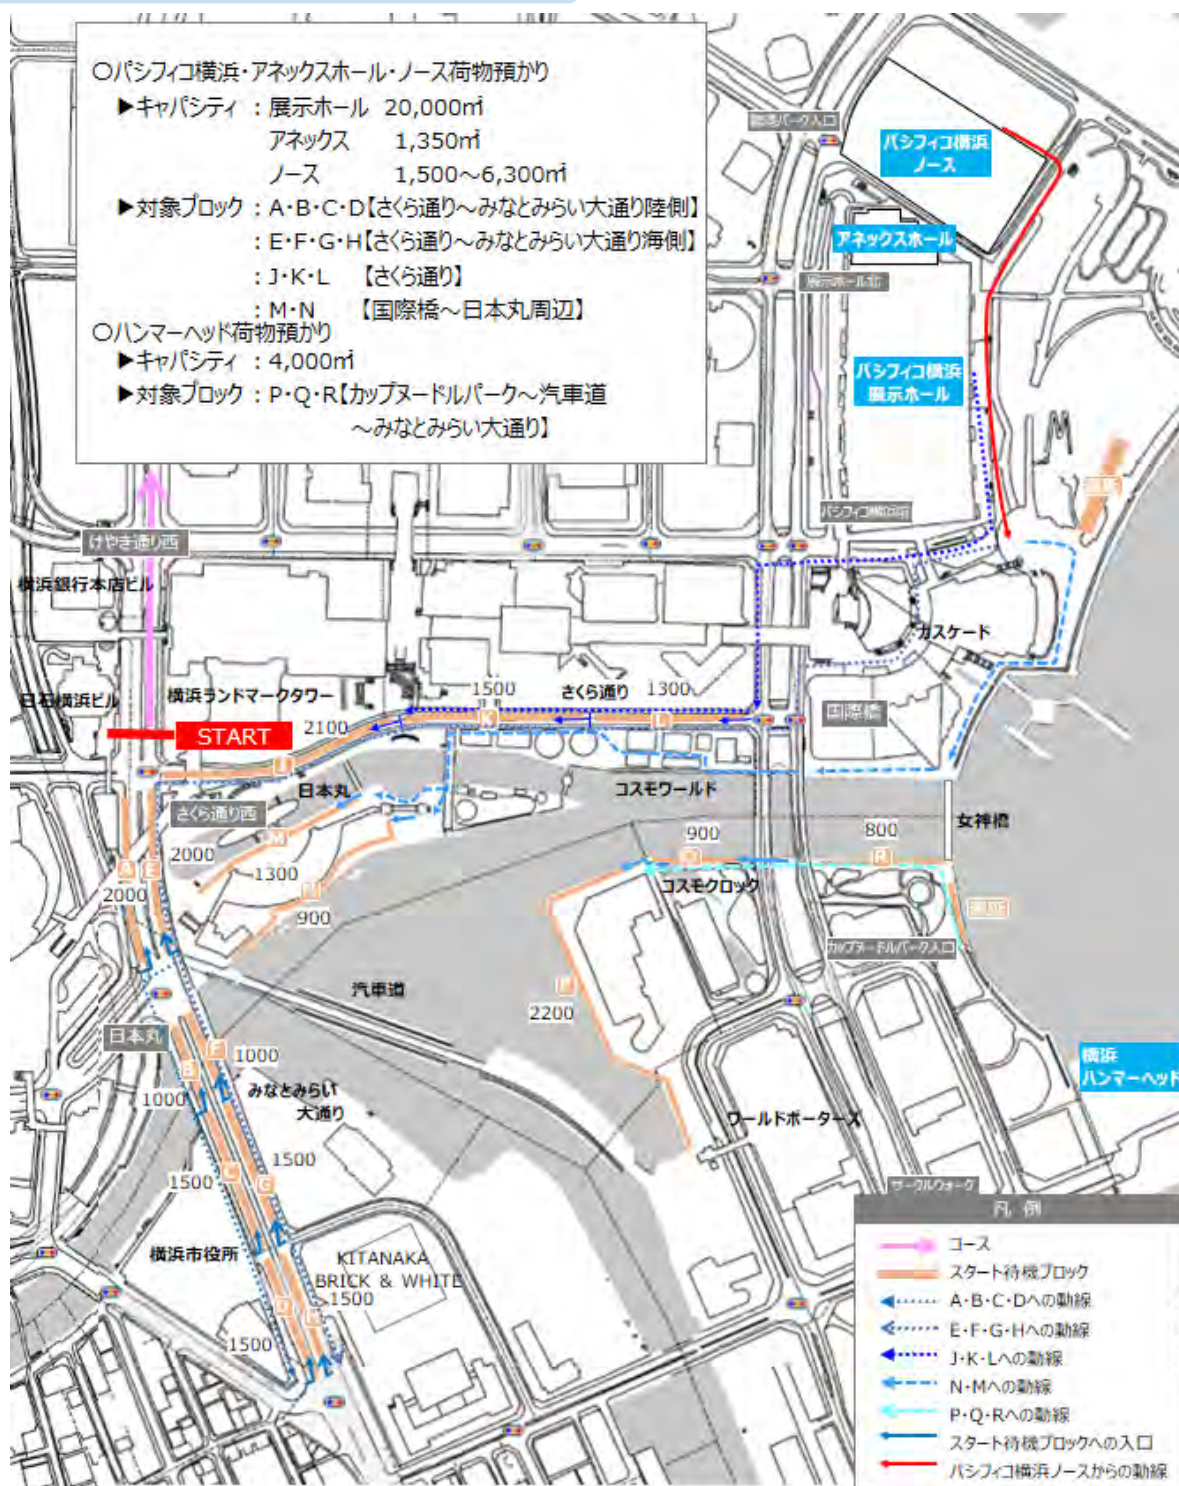 ○パシフィコ横浜・アネックスホール・ノース荷物預かり
▶キャパシティ：展示ホール 20,000㎡
アネックス 1,350㎡
ノース 1,500～6,300㎡
▶対象ブロック：A・B・C・D【さくら通り～みなとみらい大通り陸側】
：E・F・G・H【さくら通り～みなとみらい大通り海側】
：J・K・L 【さくら通り】
：M・N 【国際橋～日本丸周辺】
○ハンマーヘッド荷物預かり
▶キャパシティ：4,000㎡
▶対象ブロック：P・Q・R【カップヌードルパーク～汽車道
～みなとみらい大通り】
パシフィコ横浜
ノース
アネックスホール
展示ホール北
パシフィコ横浜
展示ホール
パシフィコ横浜前
けやき通り西
横浜銀行本店ビル
カスケード
日石横浜ビル
横浜ランドマークタワー
1500
さくら通り
1300
START
2100
K
L
国際橋
J
日本丸
コスモワールド
さくら通り西
M
女神橋
900
800
2000
1300
R
A
E
コスモクロック
2000
900
カップヌードルパーク入口
汽車道
2200
日本丸
F
1000
B
みなとみらい
大通り
1000
横浜
ハンマーヘッド
ワールドポーターズ
1500
C
G
1500
サークルウォーク
横浜市役所
KITANAKA
BRICK & WHITE
D
H
1500
1500
凡 例
コース
スタート待機ブロック
A・B・C・Dへの動線
E・F・G・Hへの動線
J・K・Lへの動線
N・Mへの動線
P・Q・Rへの動線
スタート待機ブロックへの入口
パシフィコ横浜ノースからの動線